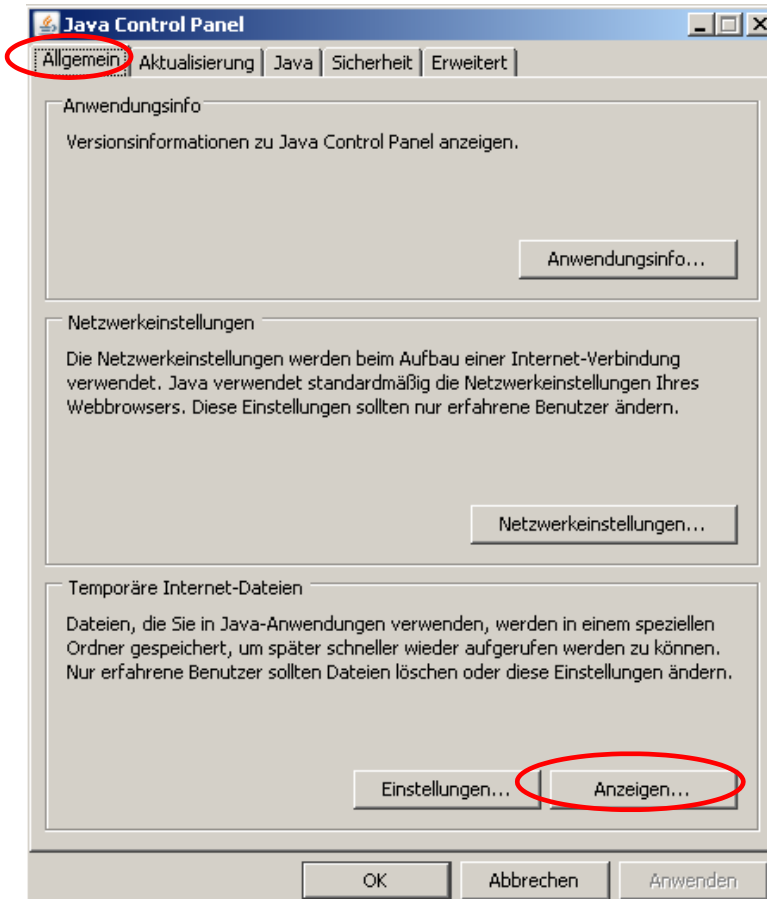 Java Control Panel
Allgemein Aktualisierung Java Sicherheit Erweitert
Anwendungsinfo
Versionsinformationen zu Java Control Panel anzeigen.
Anwendungsinfo...
Netzwerkeinstellungen
Die Netzwerkeinstellungen werden beim Aufbau einer Internet-Verbindung
verwendet. Java verwendet standardmäßig die Netzwerkeinstellungen Ihres
Webbrowsers. Diese Einstellungen sollten nur erfahrene Benutzer ändern.
Netzwerkeinstellungen...
Temporäre Internet-Dateien
Dateien, die Sie in Java-Anwendungen verwenden, werden in einem speziellen
Ordner gespeichert, um später schneller wieder aufgerufen werden zu können.
Nur erfahrene Benutzer sollten Dateien löschen oder diese Einstellungen ändern.
Einstellungen... Anzeigen...
OK Abbrechen Anwenden